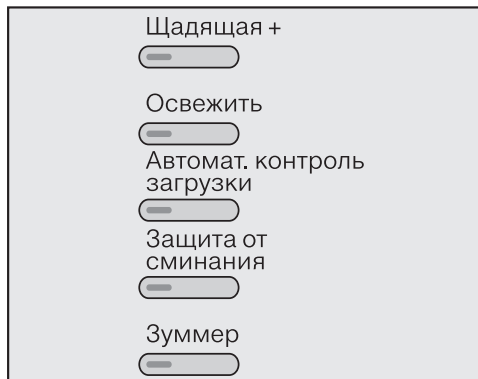 Щадящая +
Освежить
Автомат. контроль
загрузки
Защита от
сминания
Зуммер